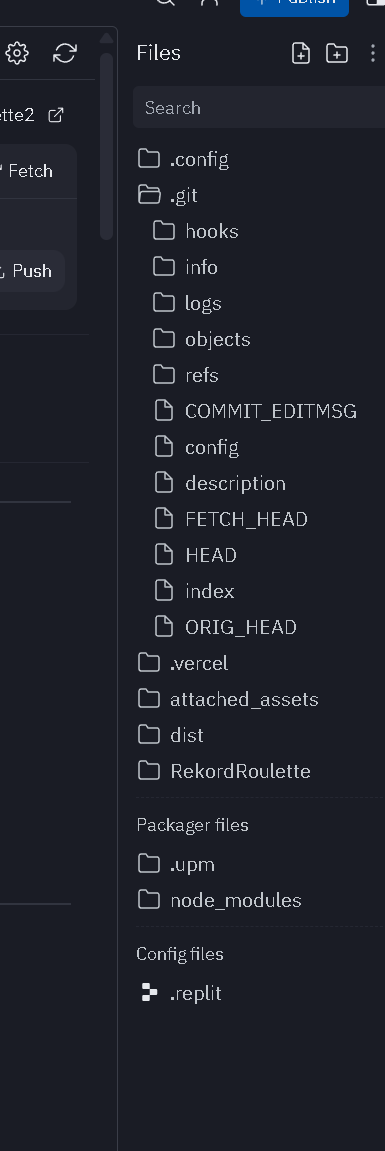 Publish
Files
ette2
Search
Fetch
Push
.config
.git
hooks
info
logs
objects
refs
COMMIT_EDITMSG
config
description
FETCH_HEAD
HEAD
index
ORIG_HEAD
.vercel
attached_assets
dist
RekordRoulette
Packager files
.upm
node_modules
Config files
.replit